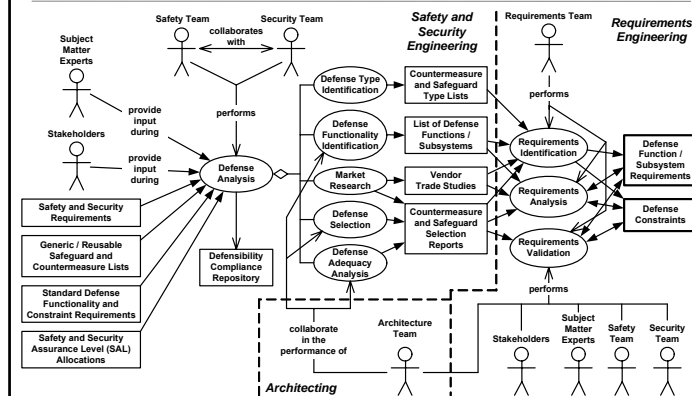 Safety Team
collaborates
with
Security Team
Safety and
Security
Engineering
Requirements Team
Requirements
Engineering
Subject
Matter
Experts
provide
input
during
Stakeholders
provide
input
during
performs
Defense
Analysis
Safety and Security
Requirements
Generic / Reusable
Safeguard and
Countermeasure Lists
Standard Defense
Functionality and
Constraint Requirements
Safety and Security
Assurance Level (SAL)
Allocations
Defensibility
Compliance
Repository
Defense Type
Identification
Defense
Functionality
Identification
Market
Research
Defense
Selection
Defense
Adequacy
Analysis
Countermeasure
and Safeguard
Type Lists
List of Defense
Functions /
Subsystems
Vendor
Trade Studies
Countermeasure
and Safeguard
Selection
Reports
performs
Requirements
Identification
Requirements
Analysis
Requirements
Validation
Defense
Function /
Subsystem
Requirements
Defense
Constraints
collaborate
in the
performance of
Architecture
Team
Architecting
performs
Stakeholders
Subject
Matter
Experts
Safety
Team
Security
Team